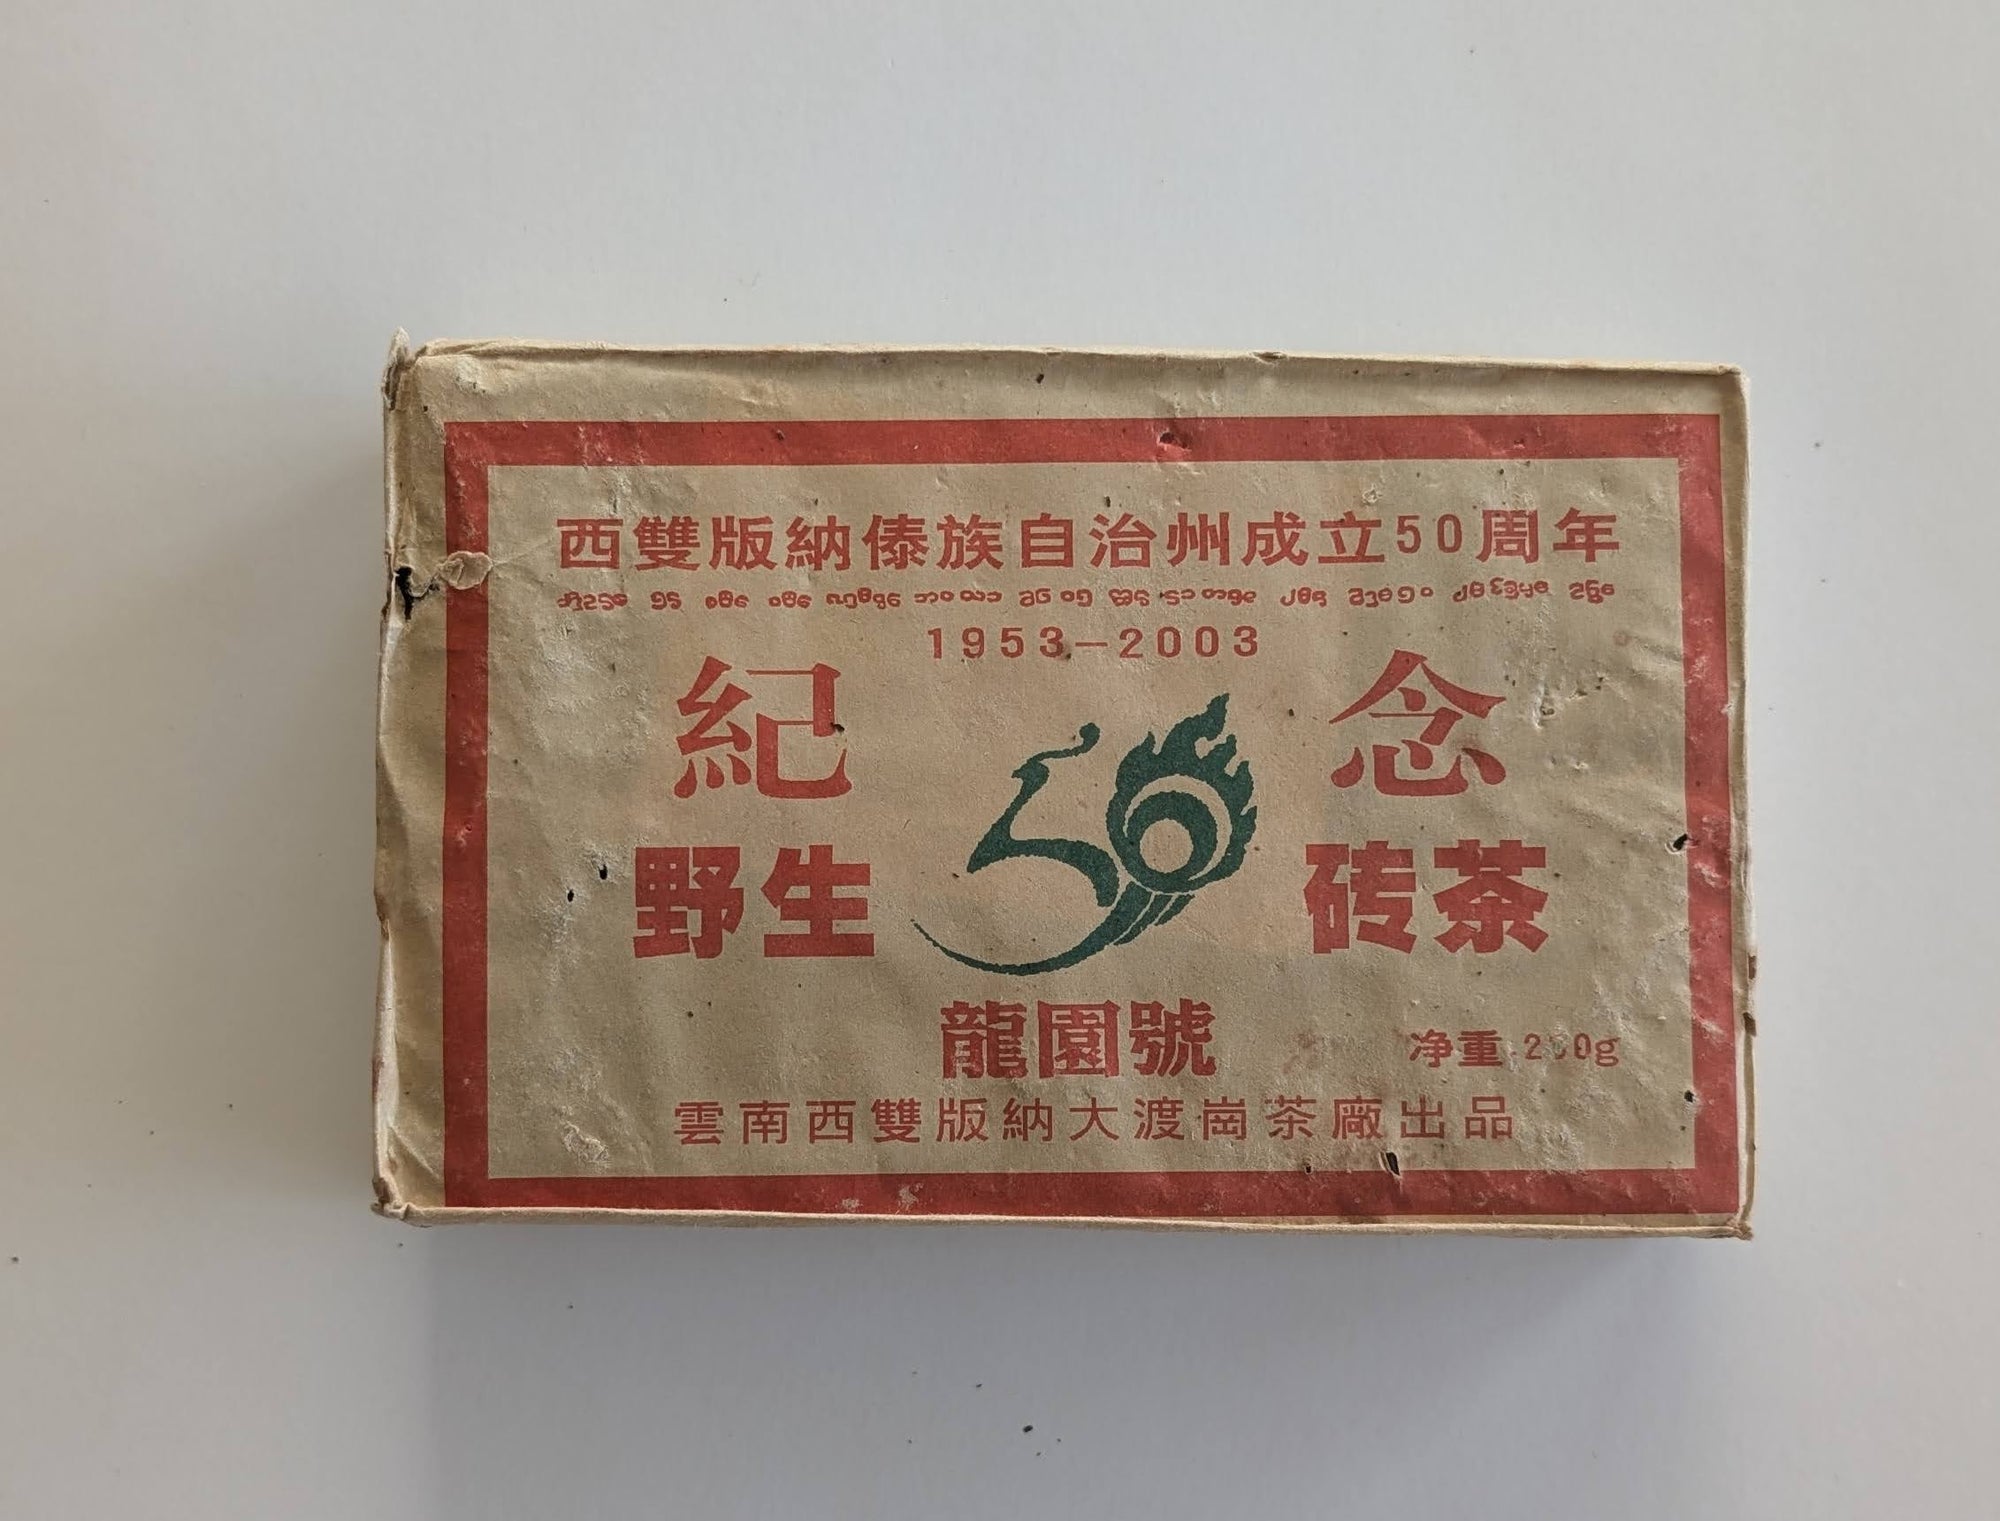 西雙版納傣族自治州成立50周年
1953—2003
紀念
50
野生磚茶
龍園號
净重
雲南西雙版納大渡崗茶廠出品